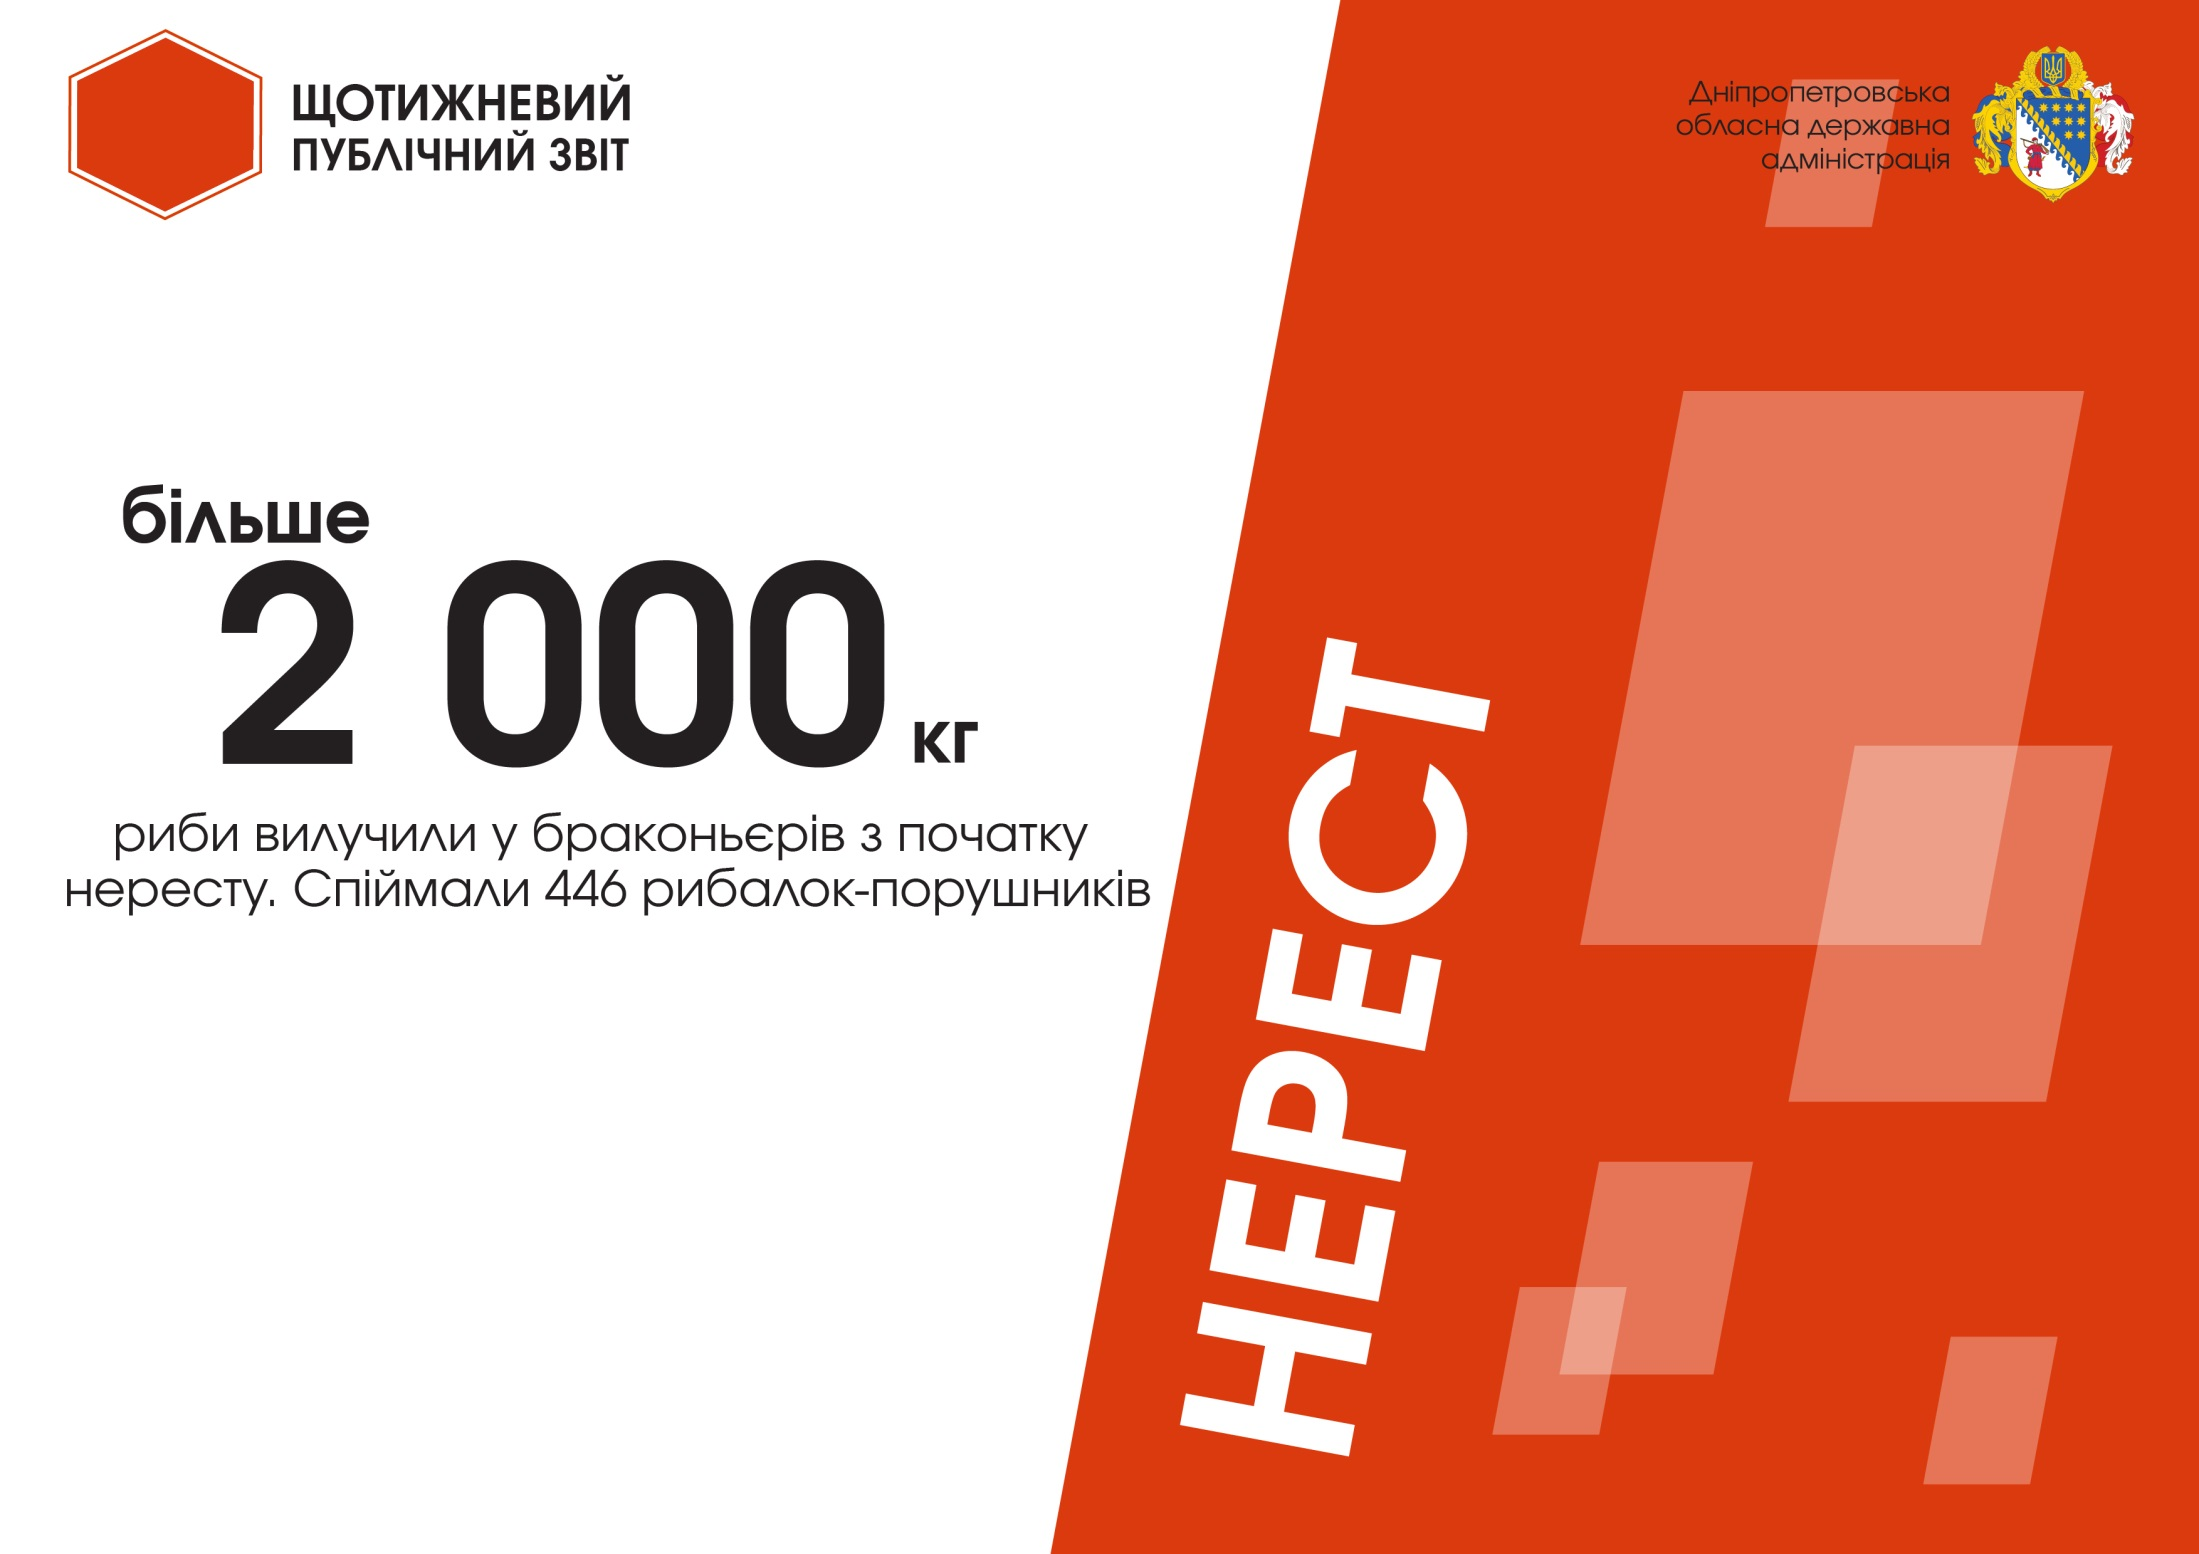 ЩОТИЖНЕВИЙ
ПУБЛІЧНИЙ ЗВІТ
Дніпропетровська
обласна державна
адміністрація
більше
2 000 кг
риби вилучили у браконьєрів з початку
нересту. Спіймали 446 рибалок-порушників
НЕРЕСТ